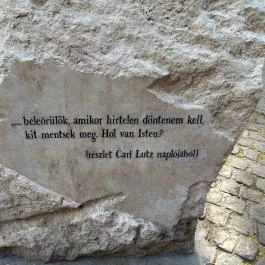 „... beleőrülök, amikor hirtelen döntenem kell,
kit mentsek meg. Hol van Isten?
(részlet Carl Lutz naplójából)